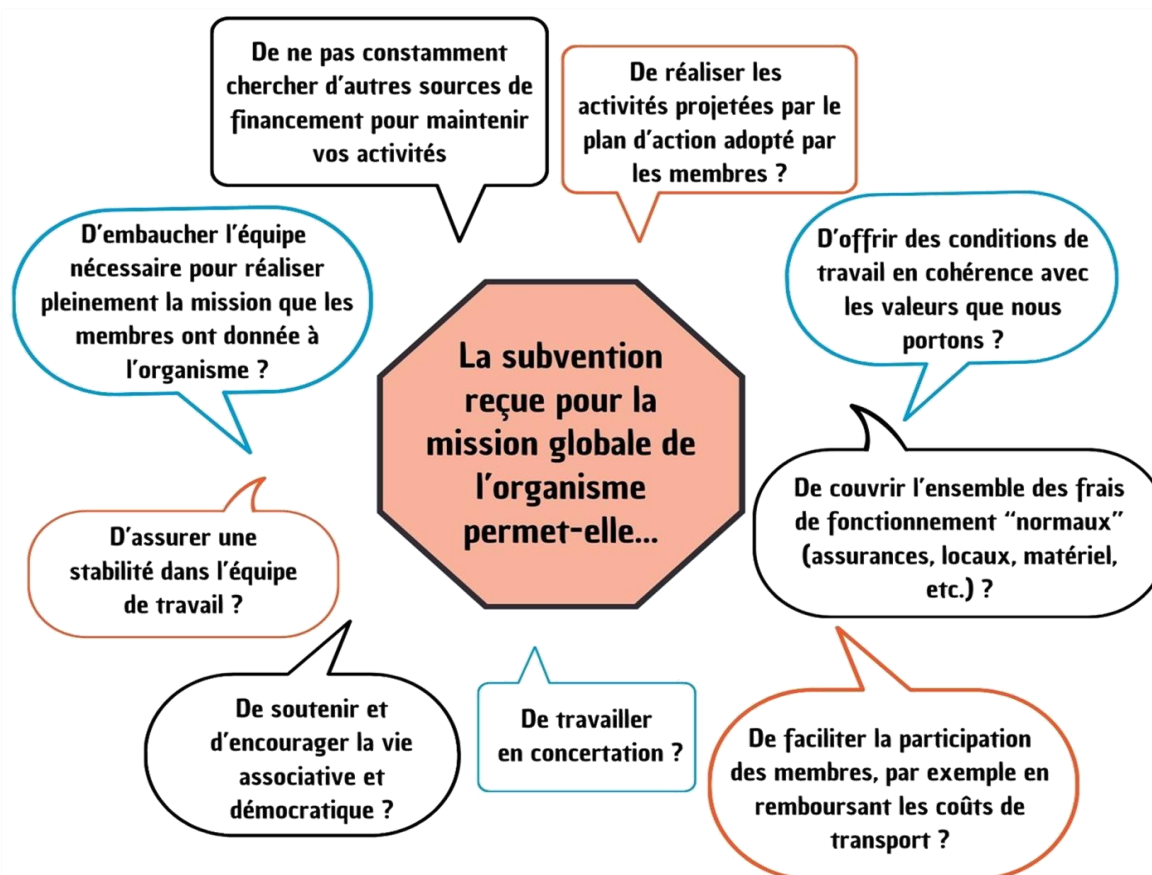 De ne pas constamment
chercher d'autres sources de
financement pour maintenir
vos activités
De réaliser les
activités projetées par le
plan d'action adopté par
les membres ?
D'embaucher l'équipe
nécessaire pour réaliser
pleinement la mission que les
membres ont donnée à
l'organisme ?
D'offrir des conditions de
travail en cohérence avec
les valeurs que nous
portons ?
La subvention
reçue pour la
mission globale de
l'organisme
permet-elle...
De couvrir l'ensemble des frais
de fonctionnement “normaux”
(assurances, locaux, matériel,
etc.) ?
D'assurer une
stabilité dans l'équipe
de travail ?
De soutenir et
d'encourager la vie
associative et
démocratique ?
De travailler
en concertation ?
De faciliter la participation
des membres, par exemple en
remboursant les coûts de
transport ?